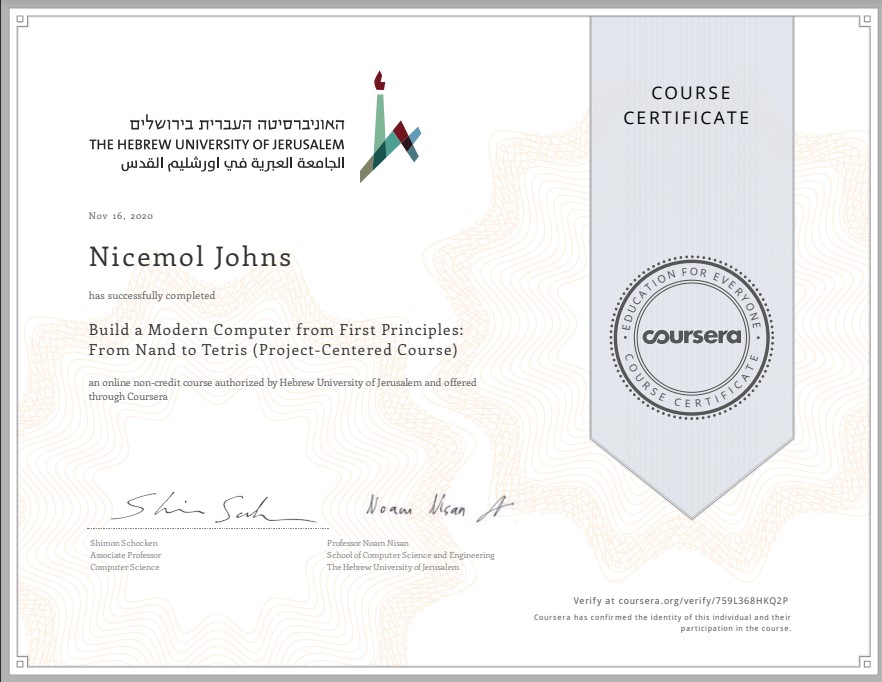 האוניברסיטה העברית בירושלים
THE HEBREW UNIVERSITY OF JERUSALEM
الجامعة العبرية في اورشليم القدس
Nov 16, 2020
Nicemol Johns
has successfully completed
Build a Modern Computer from First Principles:
From Nand to Tetris (Project-Centered Course)
an online non-credit course authorized by Hebrew University of Jerusalem and offered
through Coursera
Noam Nisan
Shimon Schocken
Associate Professor
Computer Science
Professor Noam Nisan
School of Computer Science and Engineering
The Hebrew University of Jerusalem
COURSE
CERTIFICATE
EDUCATION FOR EVERYONE
coursera
COURSE CERTIFICATE
Verify at coursera.org/verify/759L368HKQ2P
Coursera has confirmed the identity of this individual and their
participation in the course.